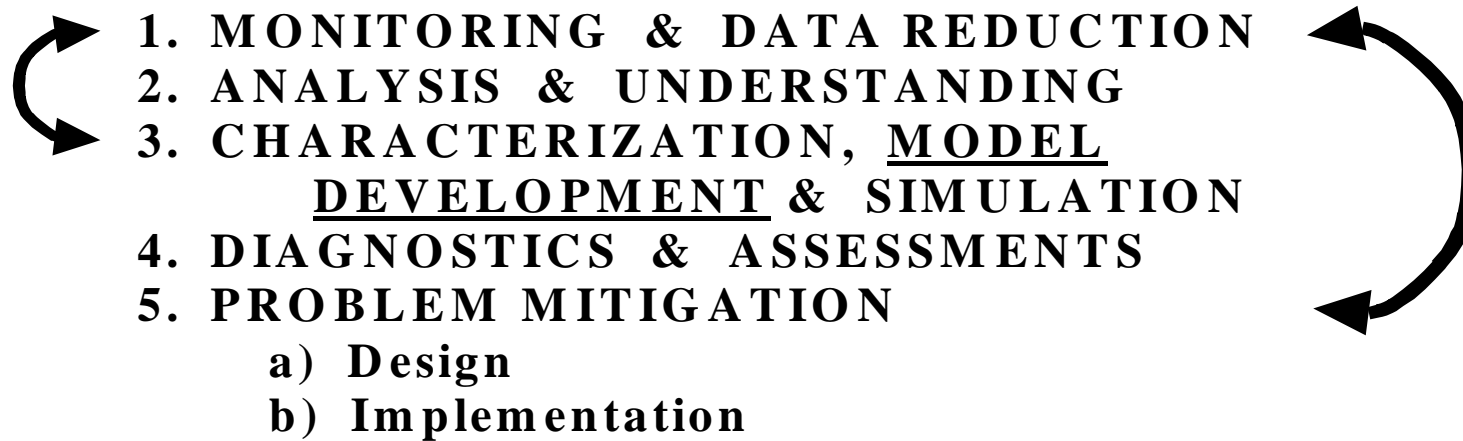 1. MONITORING & DATA REDUCTION
2. ANALYSIS & UNDERSTANDING
3. CHARACTERIZATION, MODEL
DEVELOPMENT & SIMULATION
4. DIAGNOSTICS & ASSESSMENTS
5. PROBLEM MITIGATION
a) Design
b) Implementation